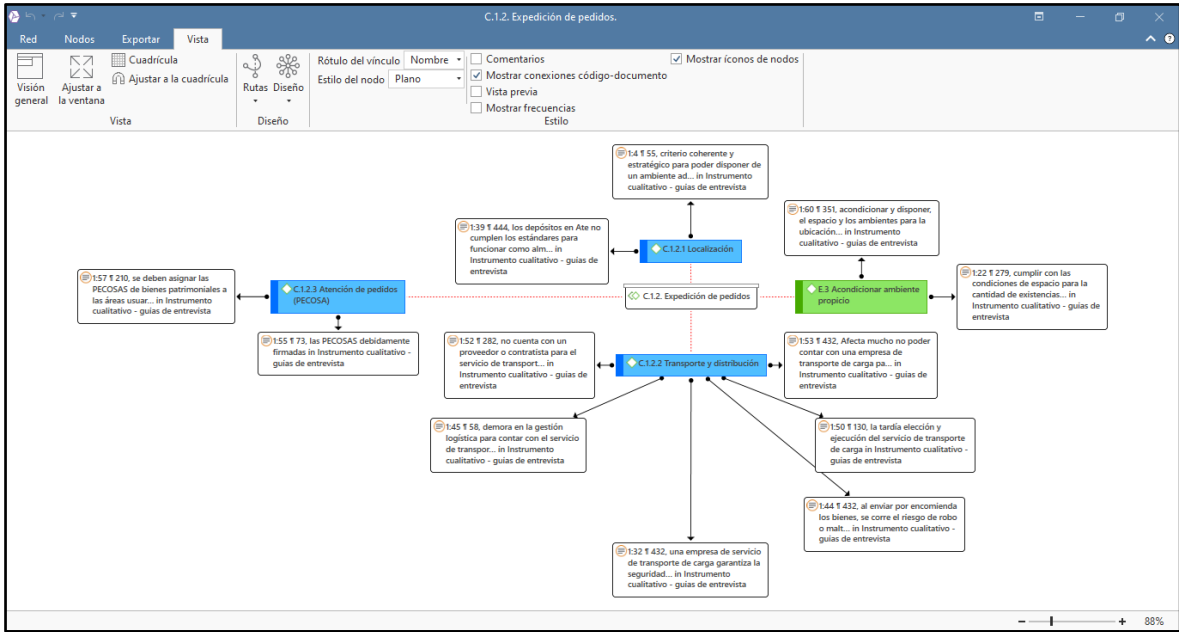 C.1.2. Expedición de pedidos.
Red Nodos Exportar Vista
Visión general
Ajustar a la ventana
Cuadrícula
Ajustar a la cuadrícula
Vista
Rutas Diseño
Diseño
Rótulo del vínculo Nombre
Estilo del nodo Plano
Comentarios
Mostrar conexiones código-documento
Vista previa
Mostrar frecuencias
Mostrar íconos de nodos
Estilo
1:4 ¶ 55, criterio coherente y
estratégico para poder disponer de
un ambiente ad... in Instrumento
cualitativo - guías de entrevista
1:39 ¶ 444, los depósitos en Ate no
cumplen los estándares para
funcionar como alm... in
Instrumento cualitativo - guías de
entrevista
C.1.2.1 Localización
1:60 ¶ 351, acondicionar y disponer,
el espacio y los ambientes para la
ubicación... in Instrumento
cualitativo - guías de entrevista
1:57 ¶ 210, se deben asignar las
PECOSAS de bienes patrimoniales a
las áreas usuar... in Instrumento
cualitativo - guías de entrevista
C.1.2.3 Atención de pedidos
(PECOSA)
C.1.2. Expedición de pedidos
E.3 Acondicionar ambiente
propicio
1:22 ¶ 279, cumplir con las
condiciones de espacio para la
cantidad de existencias... in
Instrumento cualitativo - guías de
entrevista
1:55 ¶ 73, las PECOSAS debidamente
firmadas in Instrumento cualitativo -
guías de entrevista
1:52 ¶ 282, no cuenta con un
proveedor o contratista para el
servicio de transport... in
Instrumento cualitativo - guías de
entrevista
C.1.2.2 Transporte y distribución
1:53 ¶ 432, Afecta mucho no poder
contar con una empresa de
transporte de carga pa... in
Instrumento cualitativo - guías de
entrevista
1:45 ¶ 58, demora en la gestión
logística para contar con el servicio
de transpor... in Instrumento
cualitativo - guías de entrevista
1:50 ¶ 130, la tardía elección y
ejecución del servicio de transporte
de carga in Instrumento cualitativo -
guías de entrevista
1:44 ¶ 432, al enviar por encomienda
los bienes, se corre el riesgo de robo
o malt... in Instrumento cualitativo -
guías de entrevista
1:32 ¶ 432, una empresa de servicio
de transporte de carga garantiza la
seguridad... in Instrumento
cualitativo - guías de entrevista
88%